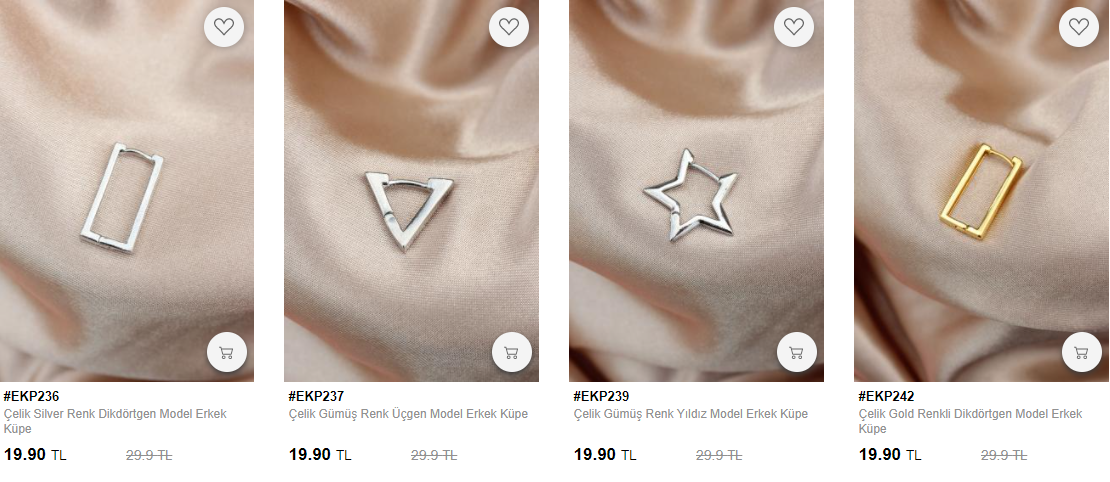 #EKP236
Çelik Silver Renk Dikdörtgen Model Erkek
Küpe
19.90 TL 29.9 TL
#EKP237
Çelik Gümüş Renk Üçgen Model Erkek Küpe
19.90 TL 29.9 TL
#EKP239
Çelik Gümüş Renk Yıldız Model Erkek Küpe
19.90 TL 29.9 TL
#EKP242
Çelik Gold Renkli Dikdörtgen Model Erkek
Küpe
19.90 TL 29.9 TL